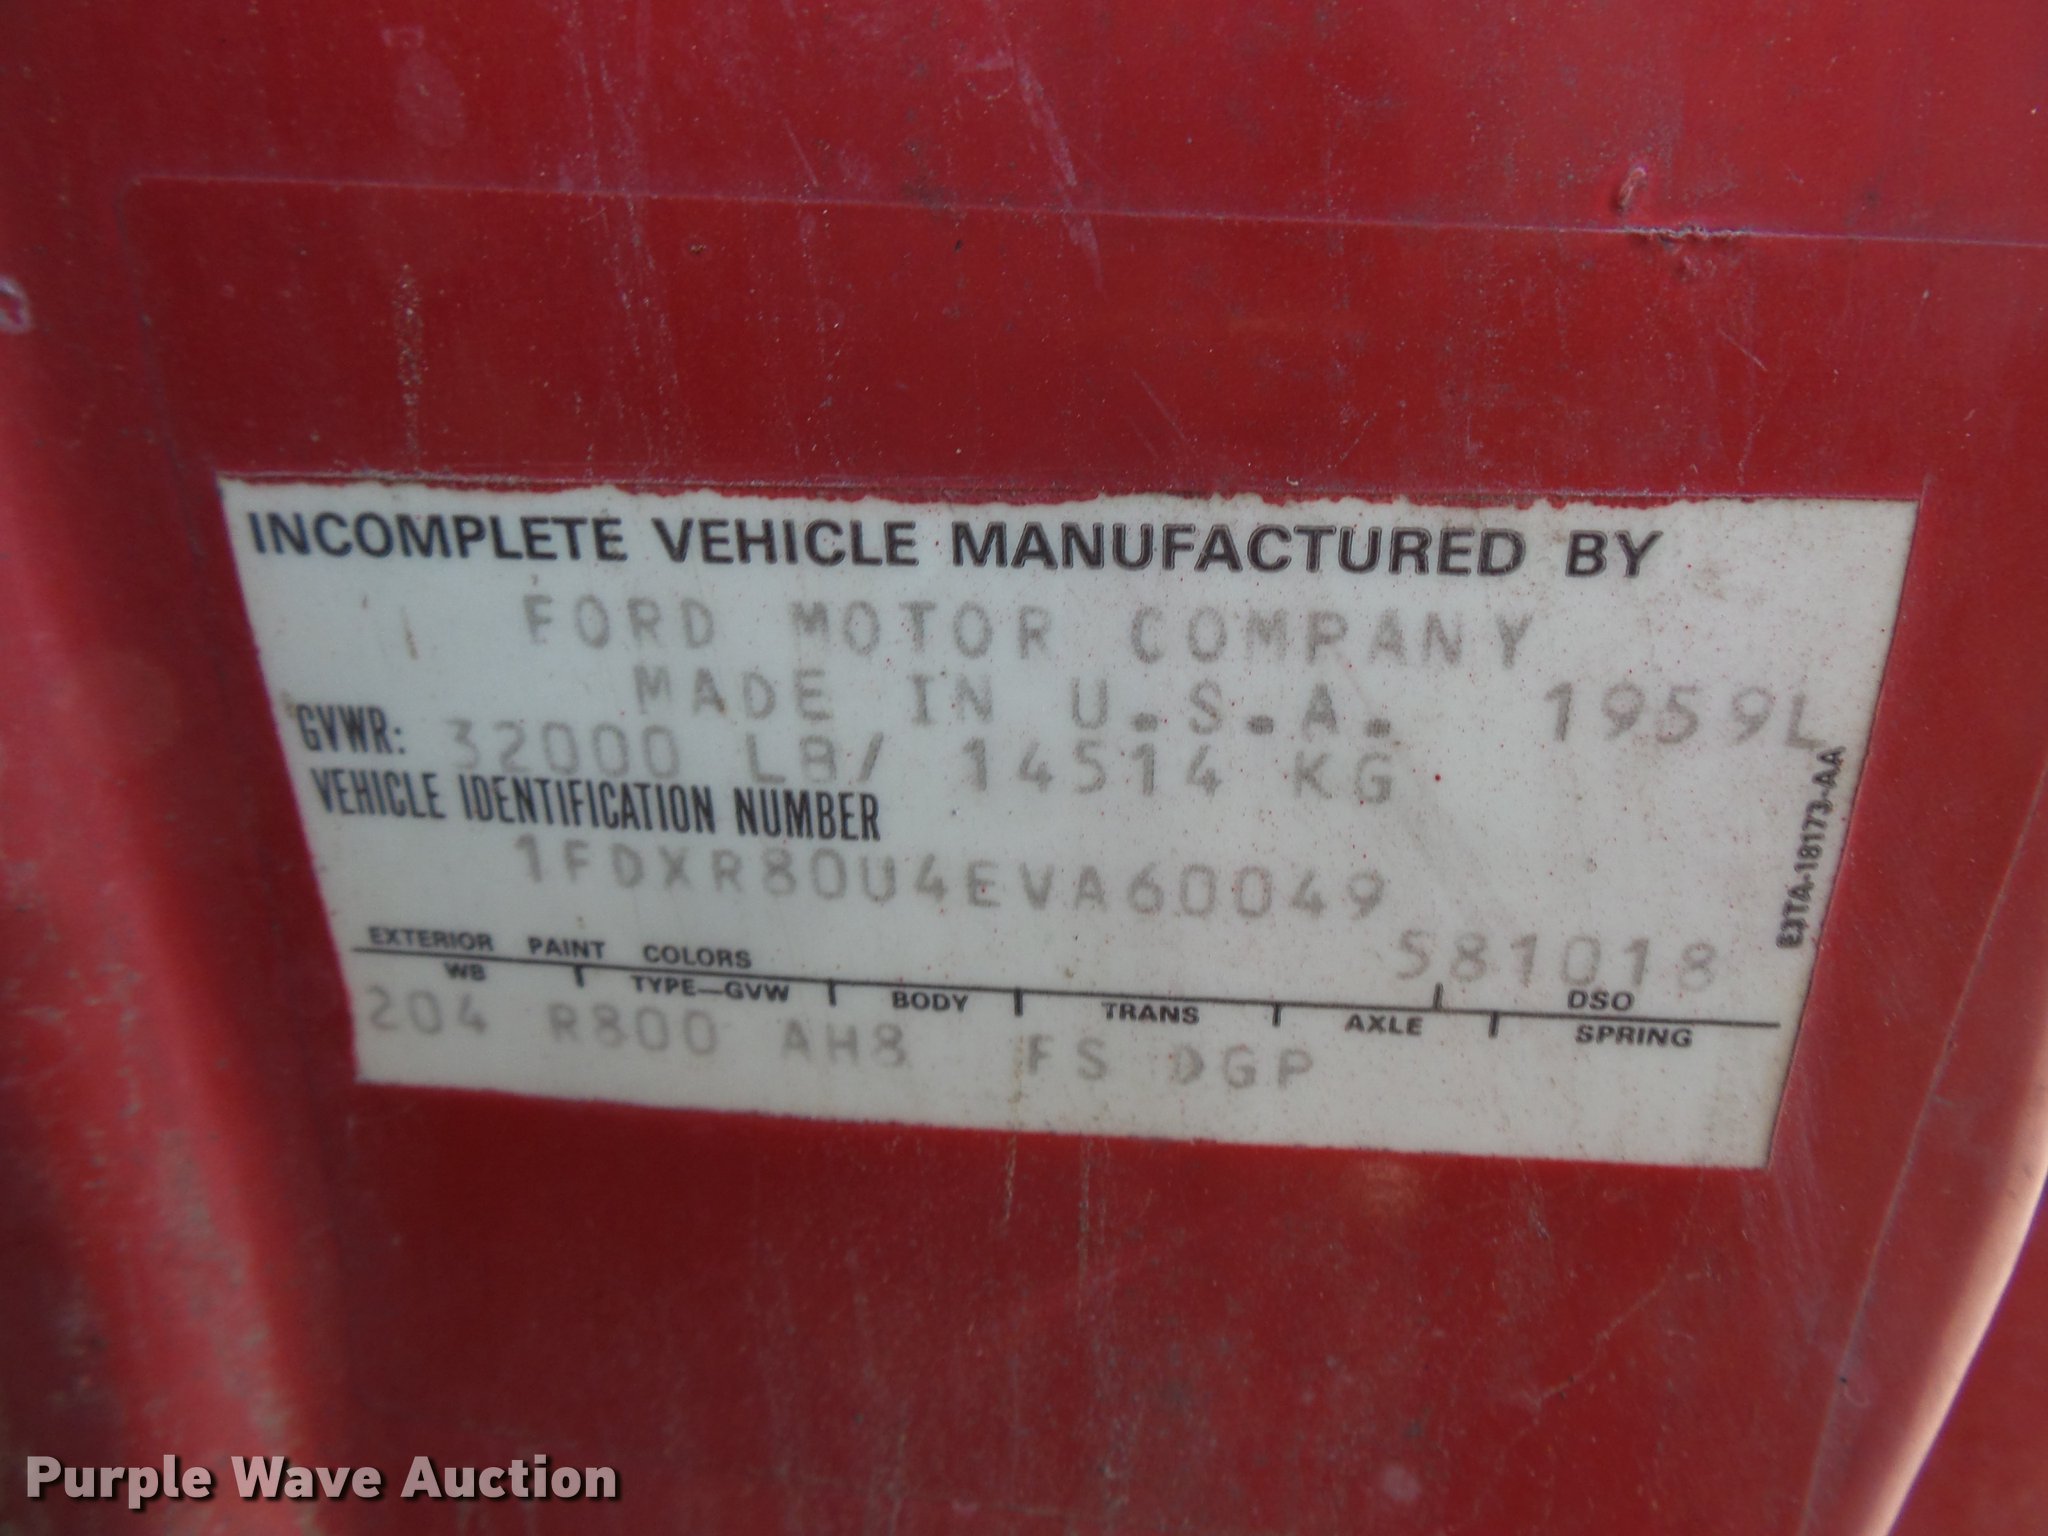 INCOMPLETE VEHICLE MANUFACTURED BY
FORD MOTOR COMPANY
MADE IN U.S.A. 1959L
GVWR: 32000 LB/ 14514 KG
VEHICLE IDENTIFICATION NUMBER
1FDXR80U4EVA60049
E3TA-18173-AA
581018
EXTERIOR PAINT COLORS DSO
WB TYPE-GVW BODY TRANS AXLE SPRING
204 R800 AH8 FS DGP
Purple Wave Auction